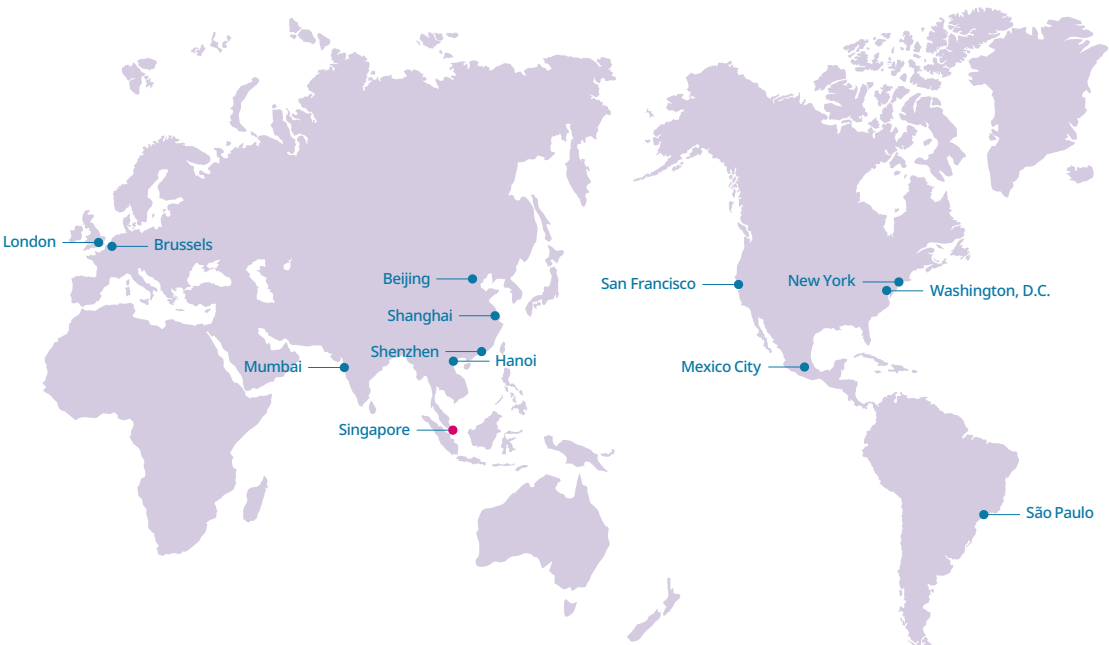 London
Brussels
Beijing
San Francisco
New York
Washington, D.C.
Shanghai
Shenzhen
Hanoi
Mumbai
Mexico City
Singapore
São Paulo